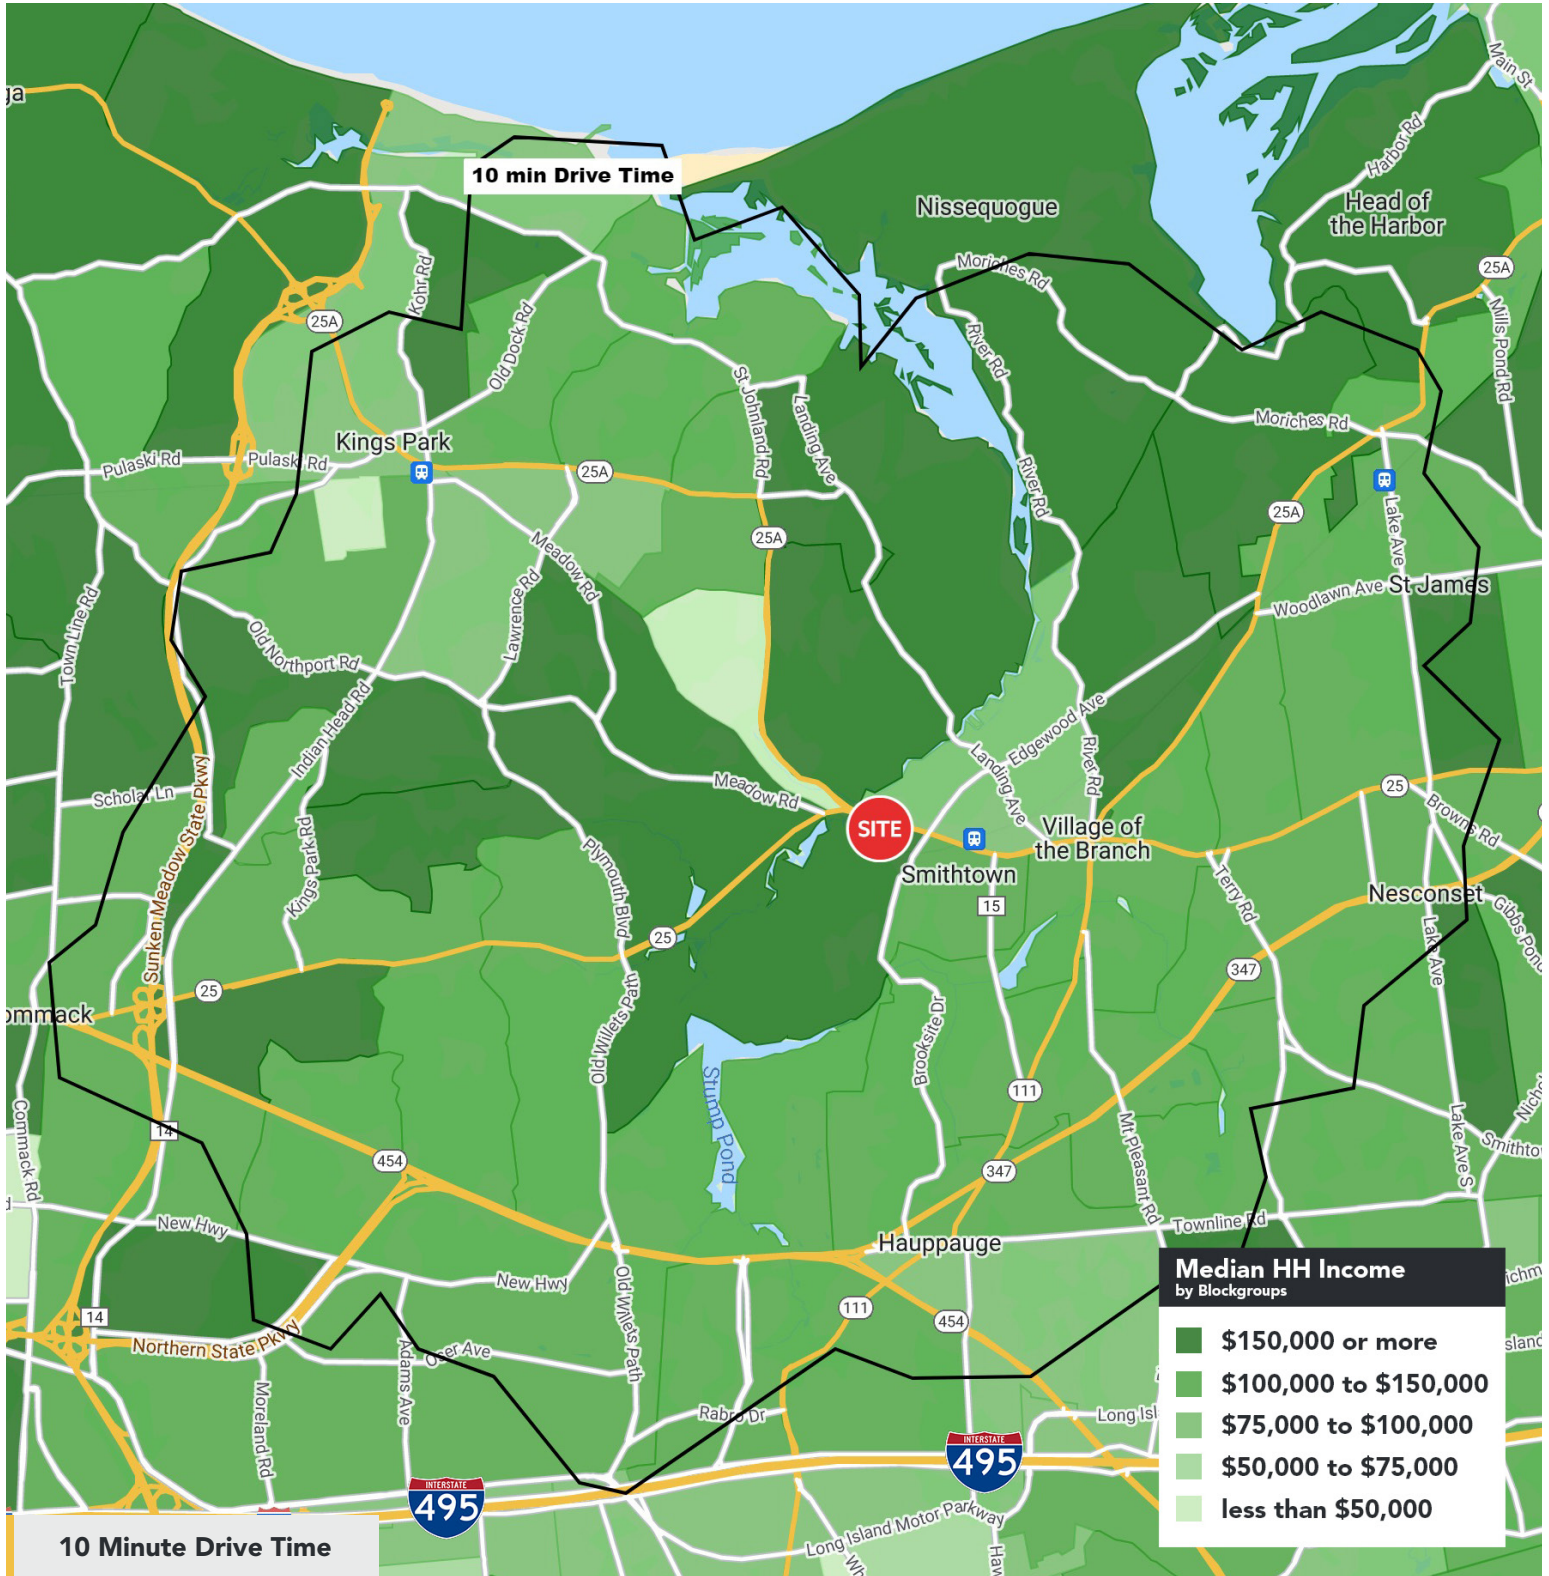 ga
Main St
Harbor Rd
10 min Drive Time
Nissequogue
Head of
the Harbor
Moriches Rd
25A
Kohr Rd
25A
Mills Pond Rd
Old Dock Rd
River Rd
St Johnland Rd
Landing Ave
Moriches Rd
Kings Park
Pulaski Rd
Pulaski Rd
25A
River Rd
25A
Lake Ave
25A
Meadow Rd
Lawrence Rd
Woodlawn Ave
St James
Town Line Rd
Old Northport Rd
Indian Head Rd
Edgewood Ave
Landing Ave
River Rd
Scholar Ln
Meadow Rd
25
Browns Rd
SITE
Village of
the Branch
Sunken Meadow State Pkwy
Kings Park Rd
Plymouth Blvd
Smithtown
Terry Rd
Nesconset
15
Gibbs Pond
25
Lake Ave
347
25
ommack
Old Willets Path
Brooksite Dr
111
Stump Pond
Commack Rd
14
Mt Pleasant Rd
Lake Ave S
Smithto
454
347
New Hwy
Townline Rd
Hauppauge
New Hwy
Old Willets Path
14
111
454
Northern State Pkwy
Adams Ave
Oser Ave
Moreland Rd
Rabro Dr
Long Isl
INTERSTATE
495
INTERSTATE
495
Long Island Motor Parkway
Median HH Income
by Blockgroups
$150,000 or more
$100,000 to $150,000
$75,000 to $100,000
$50,000 to $75,000
less than $50,000
10 Minute Drive Time